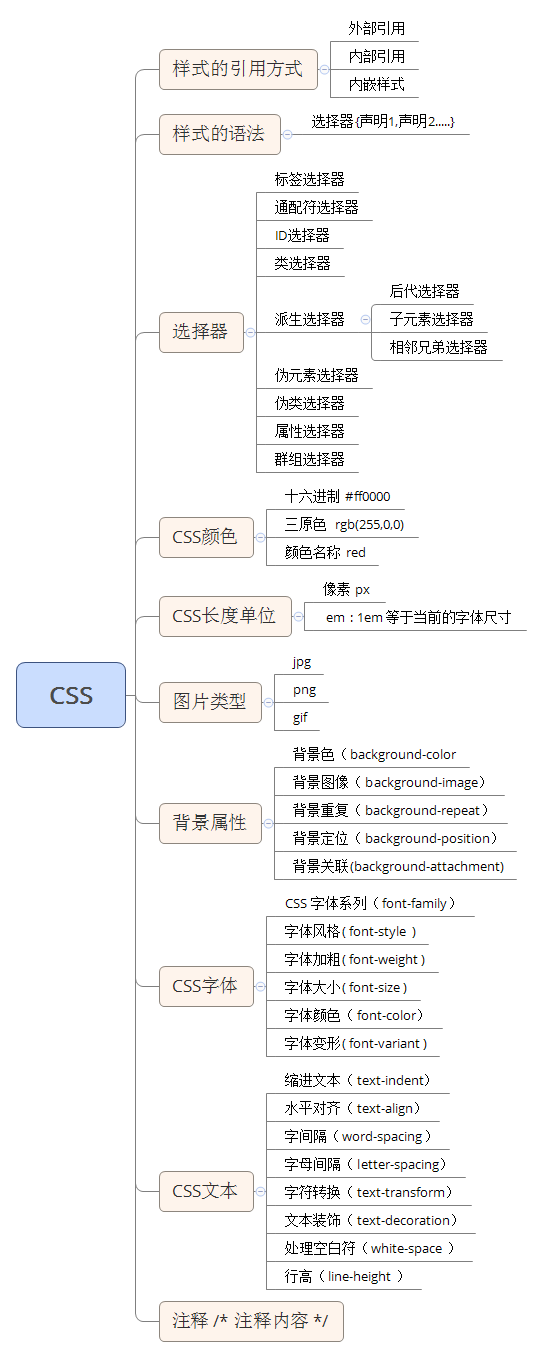 外部引用
样式的引用方式
内部引用
内嵌样式
样式的语法
选择器{声明1,声明2.....}
标签选择器
通配符选择器
ID选择器
类选择器
选择器
派生选择器
后代选择器
子元素选择器
相邻兄弟选择器
伪元素选择器
伪类选择器
属性选择器
群组选择器
CSS颜色
十六进制 #ff0000
三原色 rgb(255,0,0)
颜色名称 red
CSS长度单位
像素 px
em : 1em 等于当前的字体尺寸
CSS
图片类型
jpg
png
gif
背景属性
背景色（ background-color
背景图像（ background-image）
背景重复（ background-repeat）
背景定位（ background-position）
背景关联(background-attachment)
CSS字体
CSS 字体系列（ font-family）
字体风格( font-style )
字体加粗( font-weight )
字体大小( font-size )
字体颜色（ font-color）
字体变形( font-variant )
CSS文本
缩进文本（ text-indent）
水平对齐（ text-align）
字间隔（ word-spacing ）
字母间隔（ letter-spacing）
字符转换（ text-transform）
文本装饰（ text-decoration）
处理空白符（ white-space ）
行高（ line-height ）
注释 /* 注释内容 */